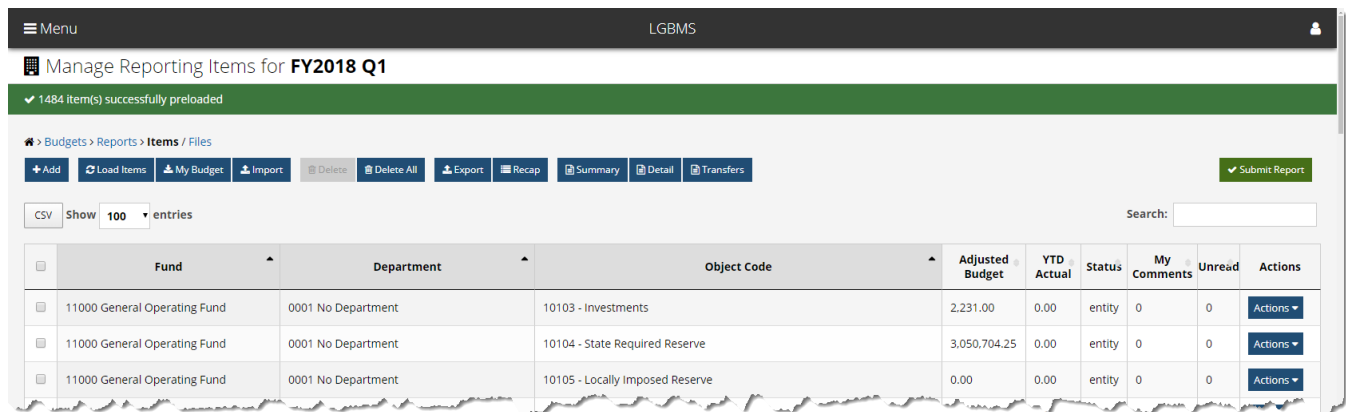 Menu LGBMS
Manage Reporting Items for FY2018 Q1
1484 item(s) successfully preloaded
> Budgets > Reports > Items / Files
Add Load Items My Budget Import Delete Delete All Export Recap Summary Detail Transfers Submit Report
CSV Show 100 entries Search:
Fund Department Object Code Adjusted Budget YTD Actual Status My Comments Unread Actions
11000 General Operating Fund 0001 No Department 10103 - Investments 2,231.00 0.00 entity 0 0 Actions
11000 General Operating Fund 0001 No Department 10104 - State Required Reserve 3,050,704.25 0.00 entity 0 0 Actions
11000 General Operating Fund 0001 No Department 10105 - Locally Imposed Reserve 0.00 0.00 entity 0 0 Actions